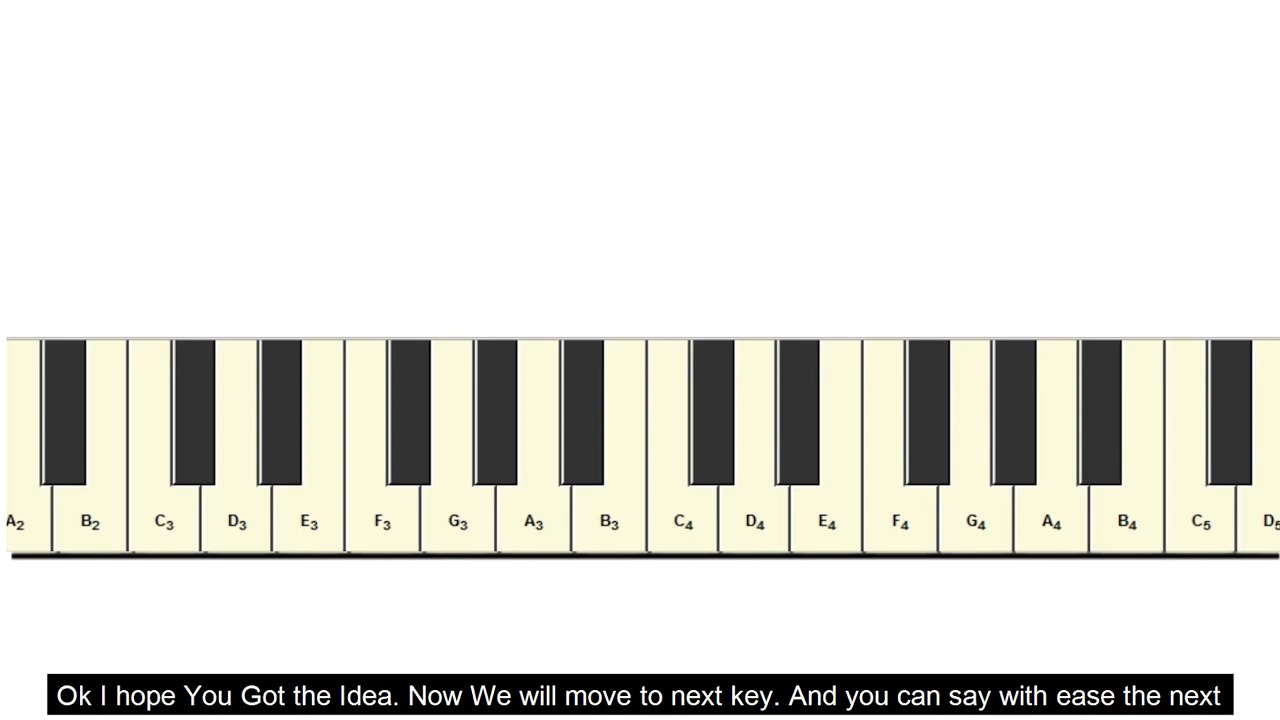 A₂ B₂ C₃ D₃ E₃ F₃ G₃ A₃ B₃ C₄ D₄ E₄ F₄ G₄ A₄ B₄ C₅ D₅
Ok I hope You Got the Idea. Now We will move to next key. And you can say with ease the next